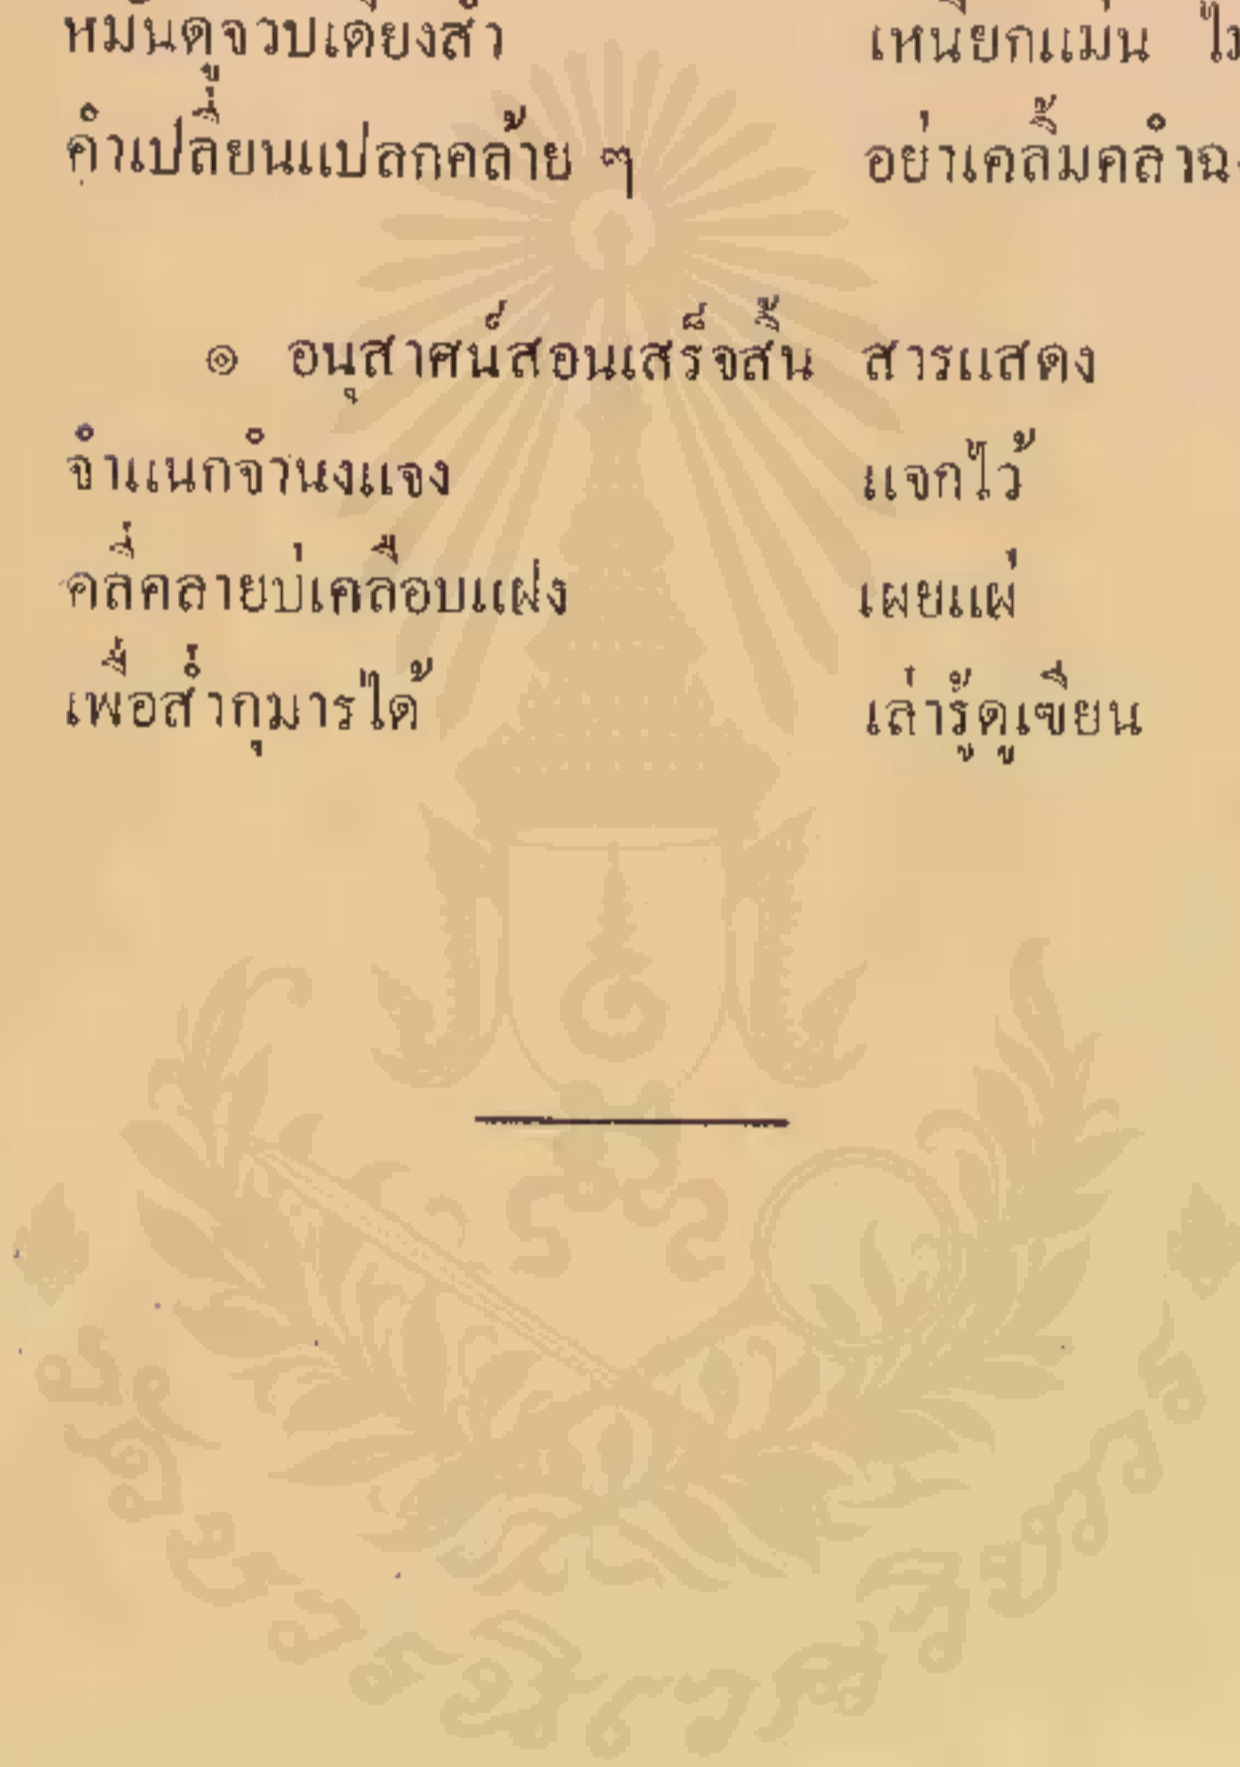 หมั่นดูจวบเดียงสำ เหนียกแม่น
คำเปลี่ยนแปลกคล้าย ๆ อย่าเคลิ้มคลำ
๏ อนุสาศน์สอนเสร็จสิ้น สารแสดง
จำแนกจำนงแจง แจกไว้
คลี่คลายบ่เคลือบแฝง เผยแผ่
เพื่อสำกุมารได้ เล่ารู้ดูเขียน